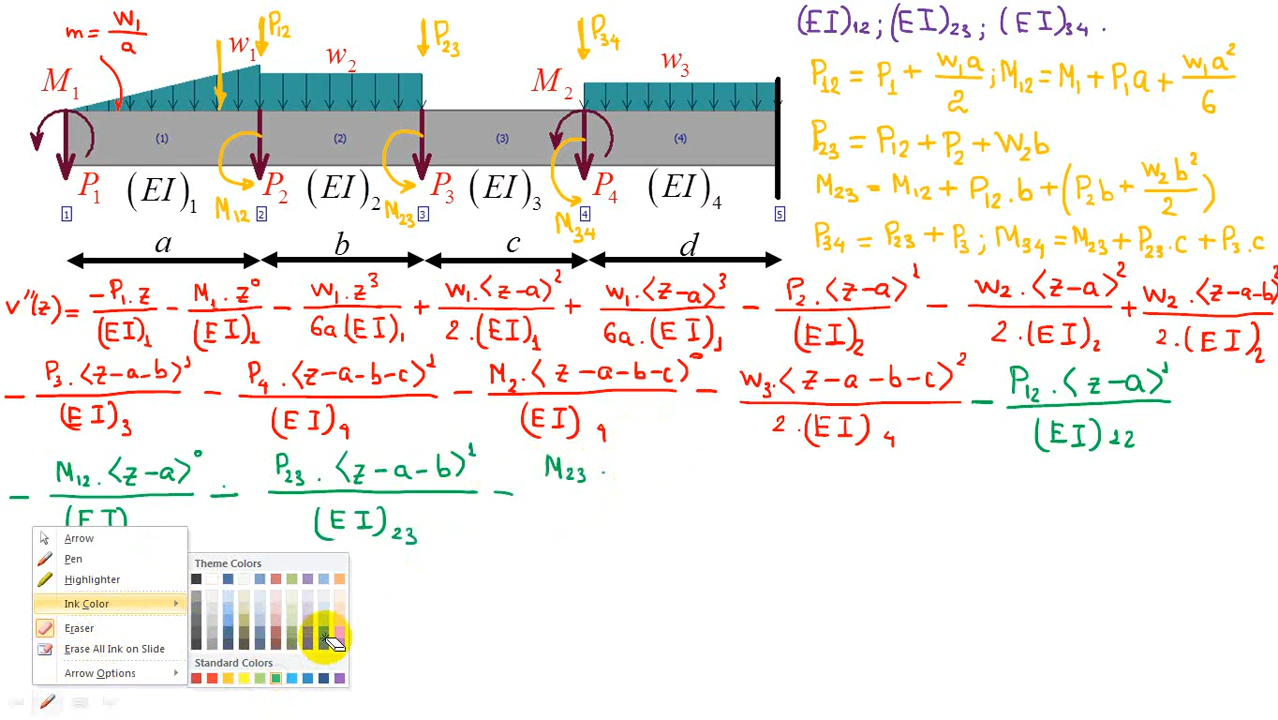 m = W₁/a
P₁₂
P₂₃
P₃₄
(EI)₁₂; (EI)₂₃; (EI)₃₄.
w₁
w₂
w₃
M₁
M₂
(1)
(2)
(3)
(4)
P₁
(EI)₁
P₂
(EI)₂
P₃
(EI)₃
P₄
(EI)₄
M₁₂
M₂₃
M₃₄
1
2
3
4
5
a
b
c
d
P₁₂ = P₁ + w₁a/2; M₁₂ = M₁ + P₁a + w₁a²/6
P₂₃ = P₁₂ + P₂ + W₂b
M₂₃ = M₁₂ + P₁₂.b + (P₂b + w₂b²/2)
P₃₄ = P₂₃ + P₃; M₃₄ = M₂₃ + P₂₃.c + P₃.c
v"(z) = -P₁.z/(EI)₁ - M₁.z⁰/(EI)₁ - w₁.z³/6a(EI)₁ + w₁.<z-a>²/2.(EI)₁ + w₁.<z-a>³/6a.(EI)₁ - P₂.<z-a>¹/(EI)₂ - w₂.<z-a>²/2.(EI)₂ + w₂.<z-a-b>²/2.(EI)₂
- P₃.<z-a-b>¹/(EI)₃ - P₄.<z-a-b-c>¹/(EI)₄ - M₂.<z-a-b-c>⁰/(EI)₄ - w₃.<z-a-b-c>²/2.(EI)₄ - P₁₂.<z-a>¹/(EI)₁₂
- M₁₂.<z-a>⁰/(EI) - P₂₃.<z-a-b>¹/(EI)₂₃ - M₂₃.
Arrow
Pen
Highlighter
Ink Color
Eraser
Erase All Ink on Slide
Arrow Options
Theme Colors
Standard Colors